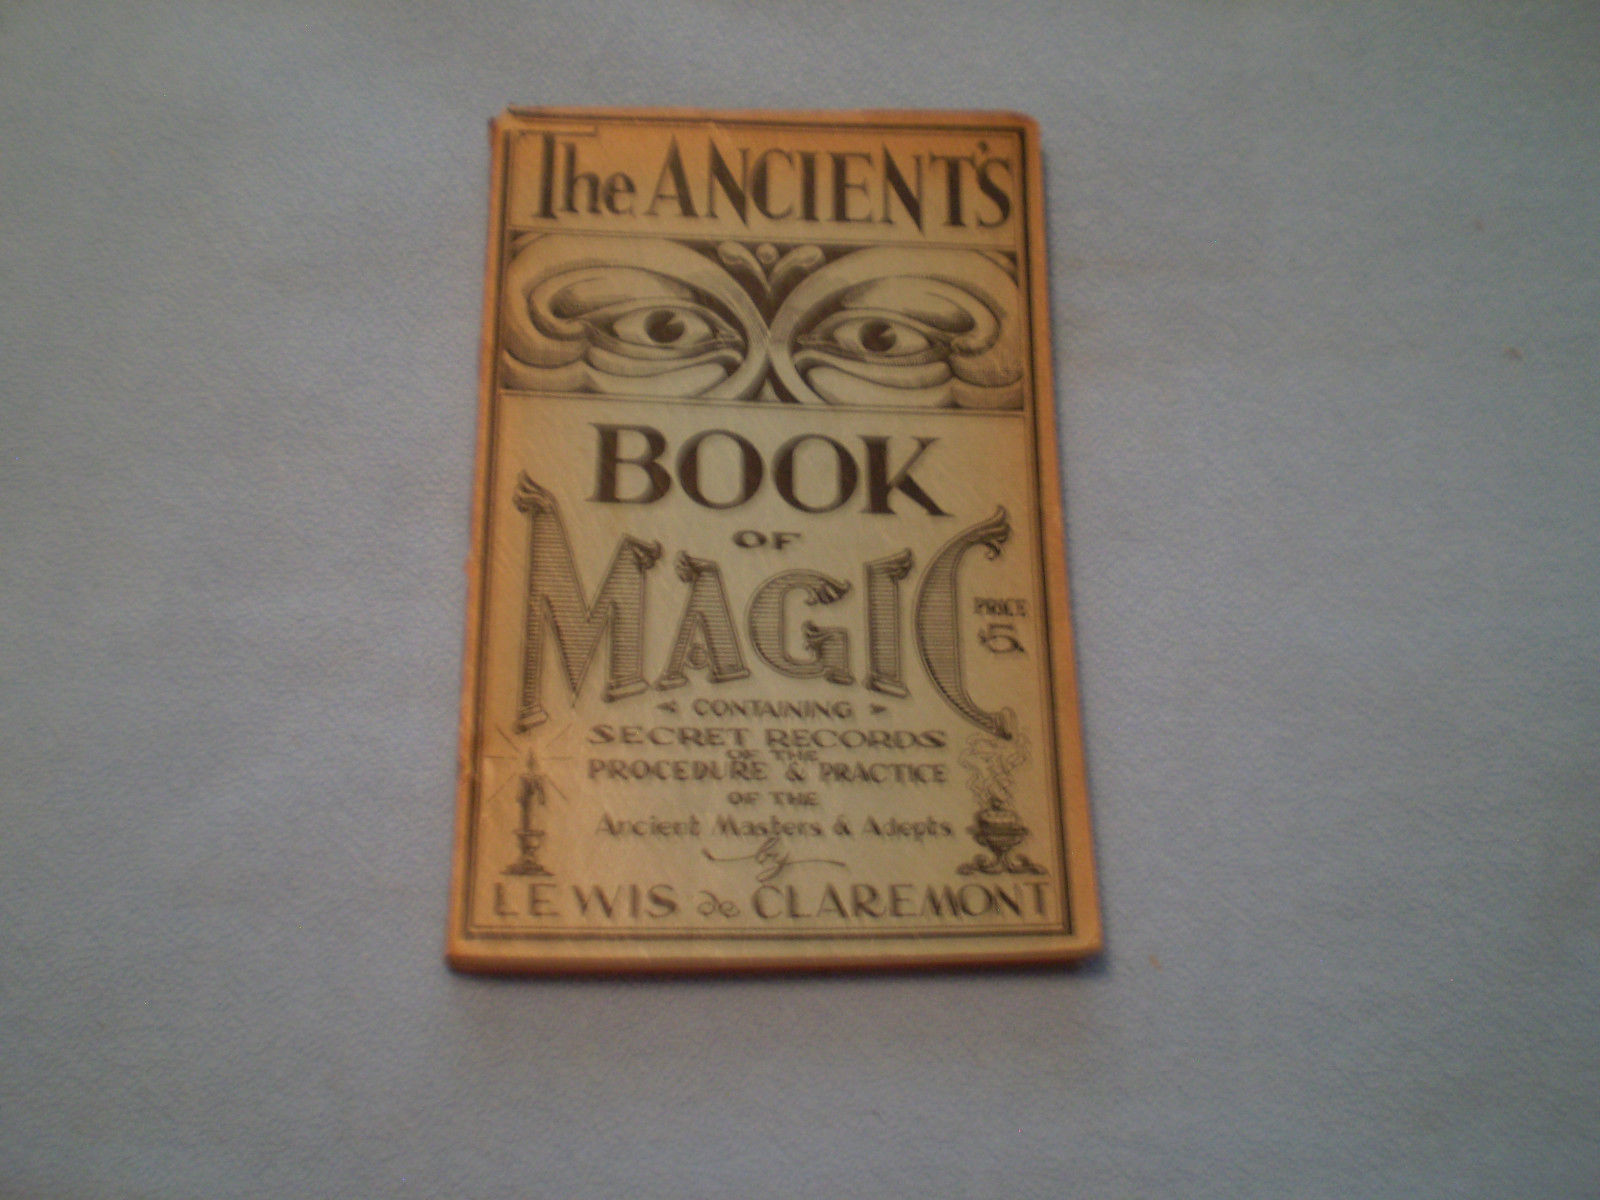 The ANCIENT'S
BOOK
OF
MAGIC
PRICE
$5.
CONTAINING
SECRET RECORDS
OF THE
PROCEDURE & PRACTICE
OF THE
Ancient Masters & Adepts
by
LEWIS de CLAREMONT